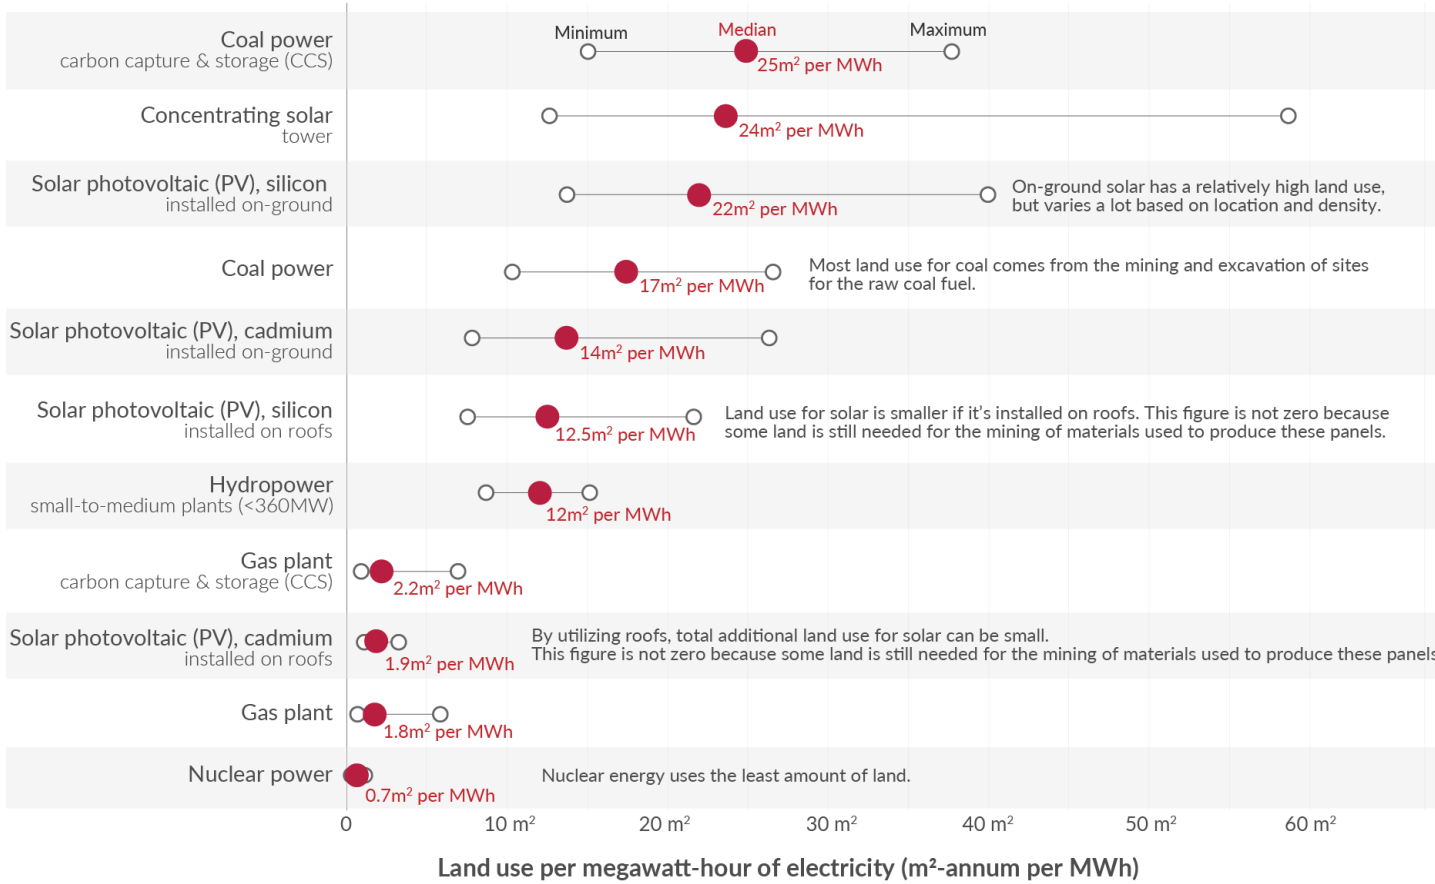 Coal power
carbon capture & storage (CCS)
Minimum
Median
Maximum
25m² per MWh
Concentrating solar
tower
24m² per MWh
Solar photovoltaic (PV), silicon
installed on-ground
22m² per MWh
On-ground solar has a relatively high land use,
but varies a lot based on location and density.
Coal power
17m² per MWh
Most land use for coal comes from the mining and excavation of sites
for the raw coal fuel.
Solar photovoltaic (PV), cadmium
installed on-ground
14m² per MWh
Solar photovoltaic (PV), silicon
installed on roofs
12.5m² per MWh
Land use for solar is smaller if it’s installed on roofs. This figure is not zero because
some land is still needed for the mining of materials used to produce these panels.
Hydropower
small-to-medium plants (<360MW)
12m² per MWh
Gas plant
carbon capture & storage (CCS)
2.2m² per MWh
Solar photovoltaic (PV), cadmium
installed on roofs
1.9m² per MWh
By utilizing roofs, total additional land use for solar can be small.
This figure is not zero because some land is still needed for the mining of materials used to produce these panels
Gas plant
1.8m² per MWh
Nuclear power
0.7m² per MWh
Nuclear energy uses the least amount of land.
0
10 m²
20 m²
30 m²
40 m²
50 m²
60 m²
Land use per megawatt-hour of electricity (m²-annum per MWh)